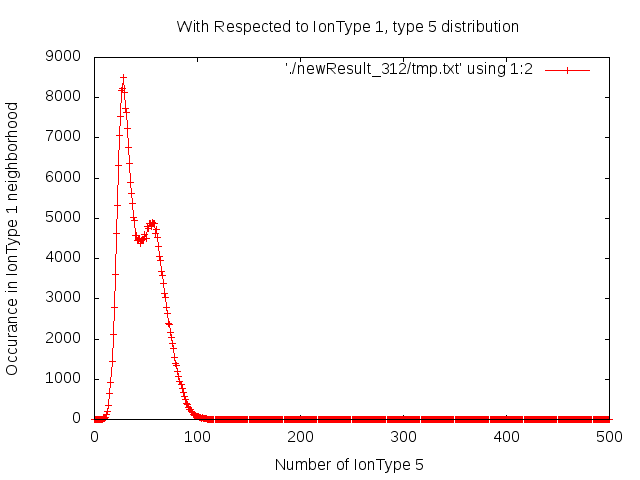 With Respected to IonType 1, type 5 distribution
'./newResult_312/tmp.txt' using 1:2
9000
8000
7000
6000
5000
4000
3000
2000
1000
0
Occurance in IonType 1 neighborhood
0 100 200 300 400 500
Number of IonType 5